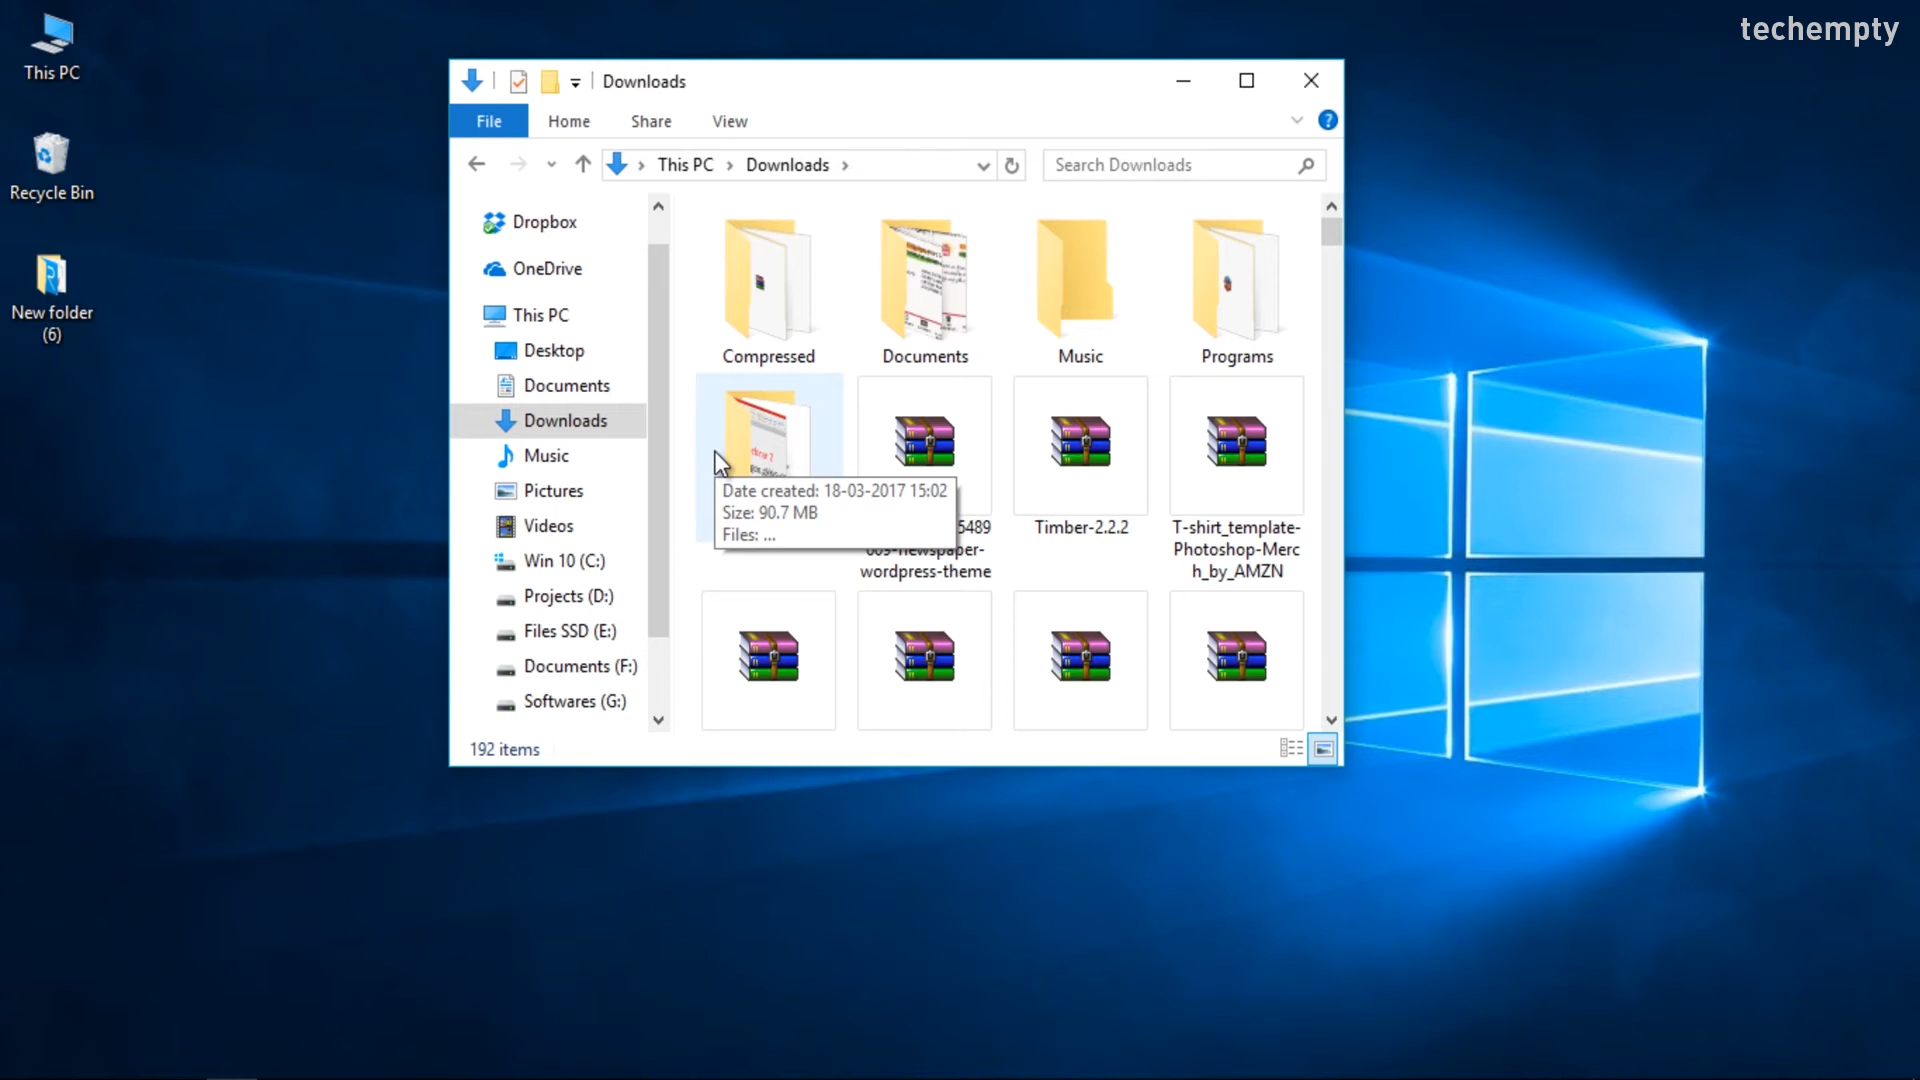 techempty
This PC
Recycle Bin
New folder
(6)
Downloads
File
Home
Share
View
This PC
Downloads
Search Downloads
Dropbox
OneDrive
This PC
Desktop
Documents
Downloads
Music
Pictures
Videos
Win 10 (C:)
Projects (D:)
Files SSD (E:)
Documents (F:)
Softwares (G:)
Compressed
Documents
Music
Programs
Date created: 18-03-2017 15:02
Size: 90.7 MB
Files: ...
5489
009-newspaper-
wordpress-theme
Timber-2.2.2
T-shirt_template-
Photoshop-Merc
h_by_AMZN
192 items